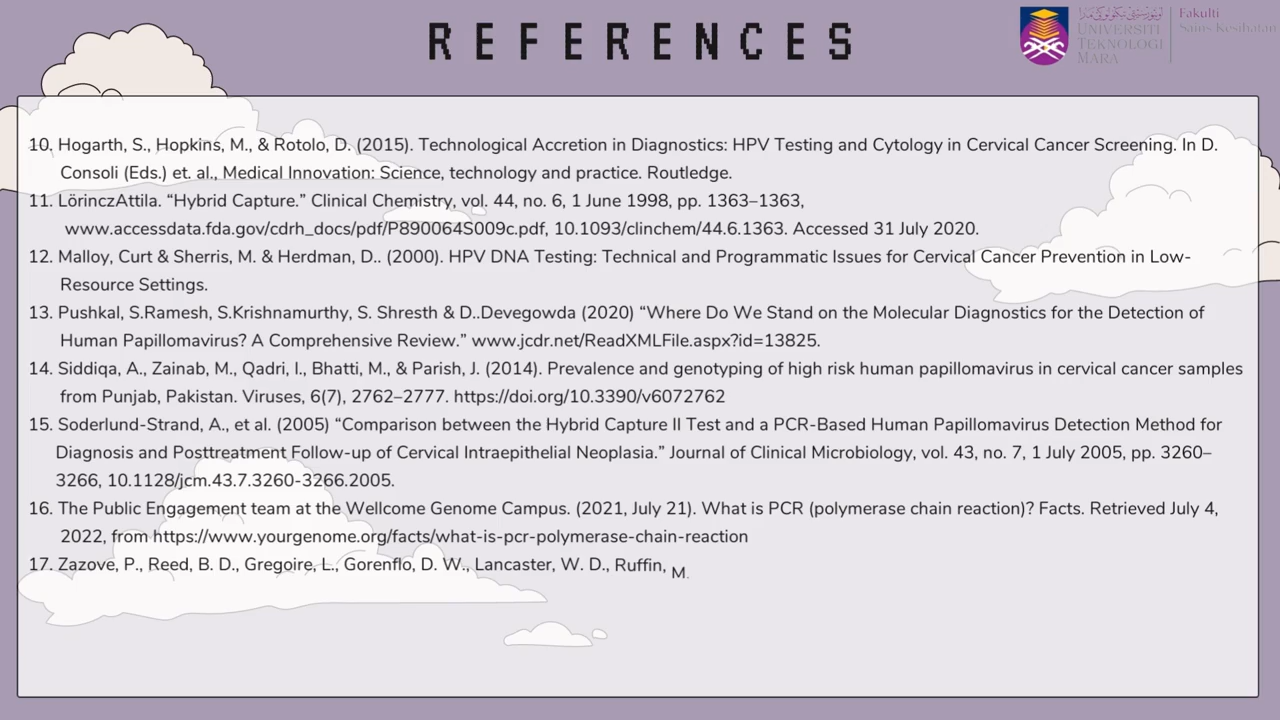 REFERENCES
UNIVERSITI
TEKNOLOGI
MARA
Fakulti
Sains Kesihatan
10. Hogarth, S., Hopkins, M., & Rotolo, D. (2015). Technological Accretion in Diagnostics: HPV Testing and Cytology in Cervical Cancer Screening. In D.
Consoli (Eds.) et. al., Medical Innovation: Science, technology and practice. Routledge.
11. LörinczAttila. “Hybrid Capture.” Clinical Chemistry, vol. 44, no. 6, 1 June 1998, pp. 1363–1363,
www.accessdata.fda.gov/cdrh_docs/pdf/P890064S009c.pdf, 10.1093/clinchem/44.6.1363. Accessed 31 July 2020.
12. Malloy, Curt & Sherris, M. & Herdman, D.. (2000). HPV DNA Testing: Technical and Programmatic Issues for Cervical Cancer Prevention in Low-
Resource Settings.
13. Pushkal, S.Ramesh, S.Krishnamurthy, S. Shresth & D..Devegowda (2020) “Where Do We Stand on the Molecular Diagnostics for the Detection of
Human Papillomavirus? A Comprehensive Review.” www.jcdr.net/ReadXMLFile.aspx?id=13825.
14. Siddiqa, A., Zainab, M., Qadri, I., Bhatti, M., & Parish, J. (2014). Prevalence and genotyping of high risk human papillomavirus in cervical cancer samples
from Punjab, Pakistan. Viruses, 6(7), 2762–2777. https://doi.org/10.3390/v6072762
15. Soderlund-Strand, A., et al. (2005) “Comparison between the Hybrid Capture II Test and a PCR-Based Human Papillomavirus Detection Method for
Diagnosis and Posttreatment Follow-up of Cervical Intraepithelial Neoplasia.” Journal of Clinical Microbiology, vol. 43, no. 7, 1 July 2005, pp. 3260–
3266, 10.1128/jcm.43.7.3260-3266.2005.
16. The Public Engagement team at the Wellcome Genome Campus. (2021, July 21). What is PCR (polymerase chain reaction)? Facts. Retrieved July 4,
2022, from https://www.yourgenome.org/facts/what-is-pcr-polymerase-chain-reaction
17. Zazove, P., Reed, B. D., Gregoire, L., Gorenflo, D. W., Lancaster, W. D., Ruffin, M.